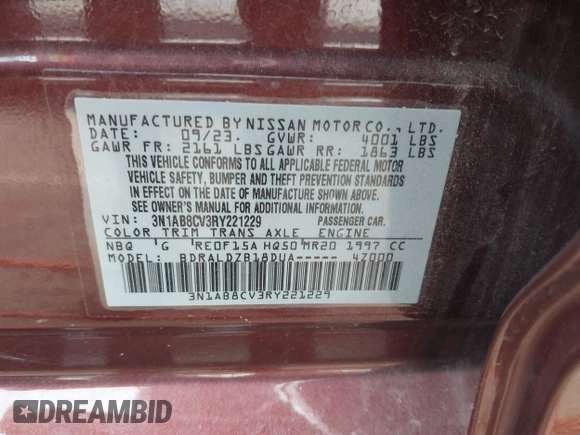 MANUFACTURED BY NISSAN MOTOR CO., LTD.
DATE: 09/23. GVWR: 4001 LBS
GAWR FR: 2161 LBS GAWR RR: 1863 LBS
THIS VEHICLE CONFORMS TO ALL APPLICABLE FEDERAL MOTOR
VEHICLE SAFETY, BUMPER AND THEFT PREVENTION STANDARDS
IN EFFECT ON THE DATE OF MANUFACTURE SHOWN ABOVE.
SEE OWNER'S MANUAL FOR ADDITIONAL INFORMATION.
VIN: 3N1AB8CV3RY221229 PASSENGER CAR.
COLOR TRIM TRANS AXLE ENGINE
NBQ G RE0F15A HQ50 MR20 1997 CC
MODEL: BDRALDZB18DUA----- 4Z000
3N1AB8CV3RY221229
DREAMBID